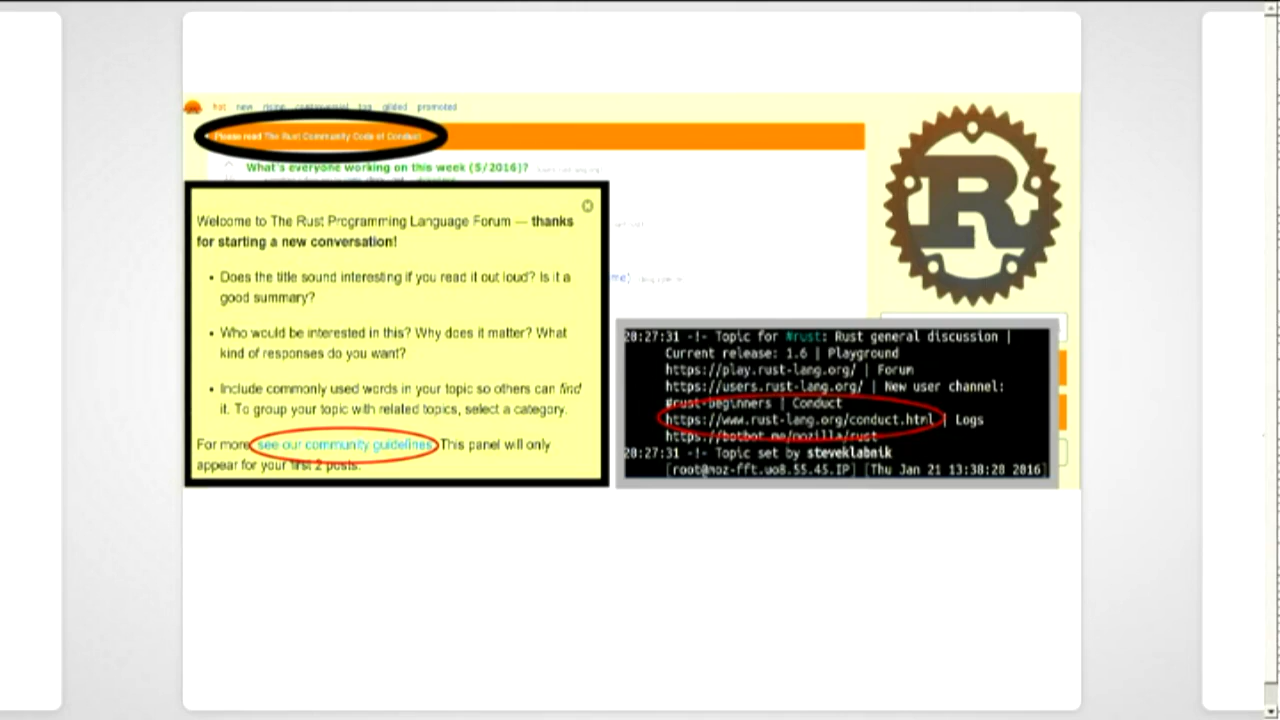 hot new rising controversial top gilded promoted
Please read The Rust Community Code of Conduct
What's everyone working on this week (5/2016)?
Welcome to The Rust Programming Language Forum — thanks
for starting a new conversation!
• Does the title sound interesting if you read it out loud? Is it a
good summary?
• Who would be interested in this? Why does it matter? What
kind of responses do you want?
• Include commonly used words in your topic so others can find
it. To group your topic with related topics, select a category.
For more, see our community guidelines. This panel will only
appear for your first 2 posts.
R
20:27:31 -!- Topic for #rust: Rust general discussion |
Current release: 1.6 | Playground
https://play.rust-lang.org/ | Forum
https://users.rust-lang.org/ | New user channel:
#rust-beginners | Conduct
https://www.rust-lang.org/conduct.html | Logs
https://botbot.me/mozilla/rust
20:27:31 -!- Topic set by steveklabnik
[root@moz-fft.uo8.55.45.IP] [Thu Jan 21 13:38:20 2016]